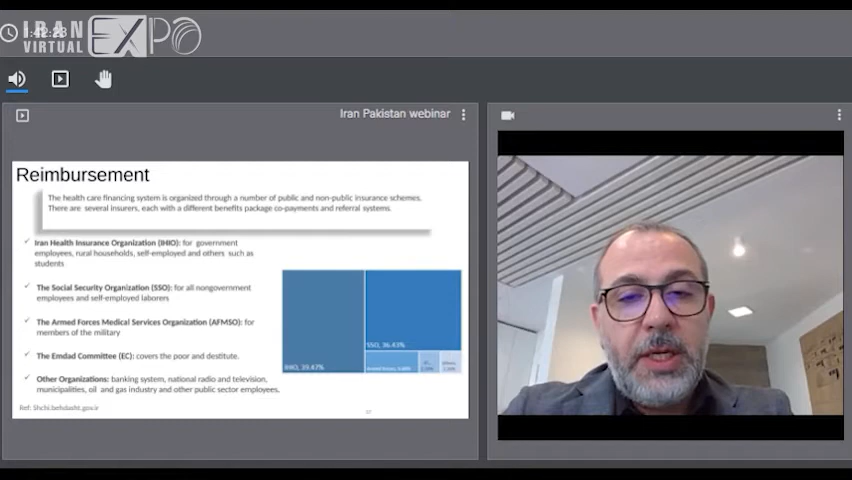 IRAN
VIRTUAL
EXPO
Iran Pakistan webinar
Reimbursement
The health care financing system is organized through a number of public and non-public insurance schemes.
There are several insurers, each with a different benefits package co-payments and referral systems.
✓ Iran Health Insurance Organization (IHIO): for government
employees, rural households, self-employed and others such as
students
✓ The Social Security Organization (SSO): for all nongovernment
employees and self-employed laborers
✓ The Armed Forces Medical Services Organization (AFMSO): for
members of the military
✓ The Emdad Committee (EC): covers the poor and destitute.
✓ Other Organizations: banking system, national radio and television,
municipalities, oil and gas industry and other public sector employees.
IHIO, 39.47%
SSO, 36.43%
Ref: Shchi.behdasht.gov.ir